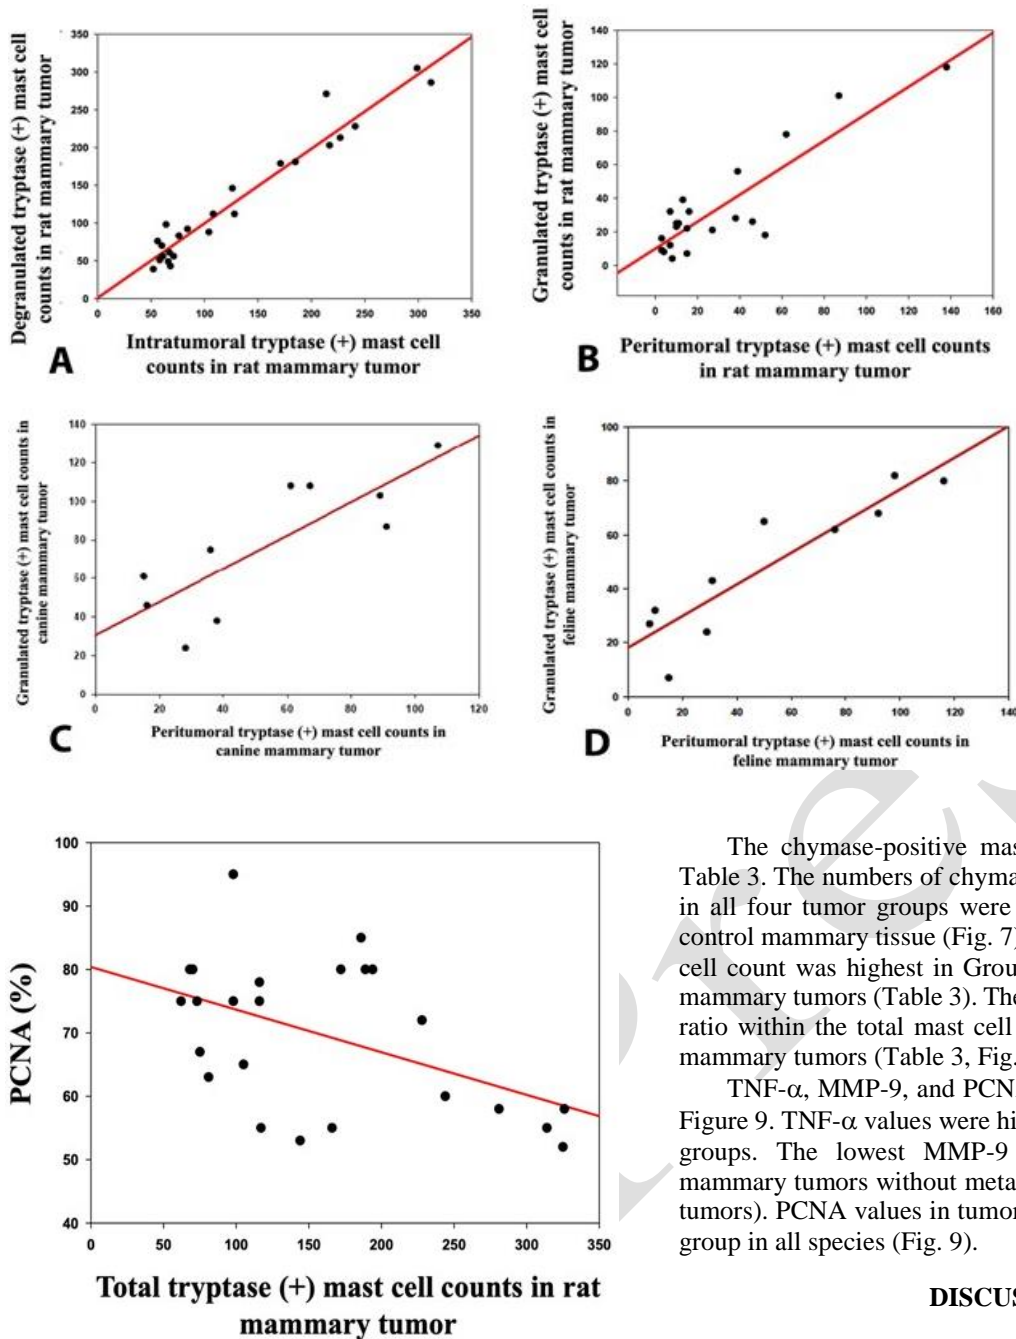 Degranulated tryptase (+) mast cell
counts in rat mammary tumor
350
300
250
200
150
100
50
0
0 50 100 150 200 250 300 350
A
Intratumoral tryptase (+) mast cell
counts in rat mammary tumor
Granulated tryptase (+) mast cell
counts in rat mammary tumor
140
120
100
80
60
40
20
0
0 20 40 60 80 100 120 140 160
B
Peritumoral tryptase (+) mast cell counts
in rat mammary tumor
Granulated tryptase (+) mast cell counts in
canine mammary tumor
140
120
100
80
60
40
20
0
0 20 40 60 80 100 120
C
Peritumoral tryptase (+) mast cell counts in
canine mammary tumor
Granulated tryptase (+) mast cell counts in
feline mammary tumor
100
80
60
40
20
0
0 20 40 60 80 100 120 140
D
Peritumoral tryptase (+) mast cell counts in
feline mammary tumor
PCNA (%)
100
90
80
70
60
50
40
0 50 100 150 200 250 300 350
Total tryptase (+) mast cell counts in rat
mammary tumor
The chymase-positive mas
Table 3. The numbers of chyma
in all four tumor groups were
control mammary tissue (Fig. 7)
cell count was highest in Grou
mammary tumors (Table 3). The
ratio within the total mast cell
mammary tumors (Table 3, Fig.
TNF-α, MMP-9, and PCN
Figure 9. TNF-α values were hi
groups. The lowest MMP-9
mammary tumors without meta
tumors). PCNA values in tumor
group in all species (Fig. 9).
DISCUS